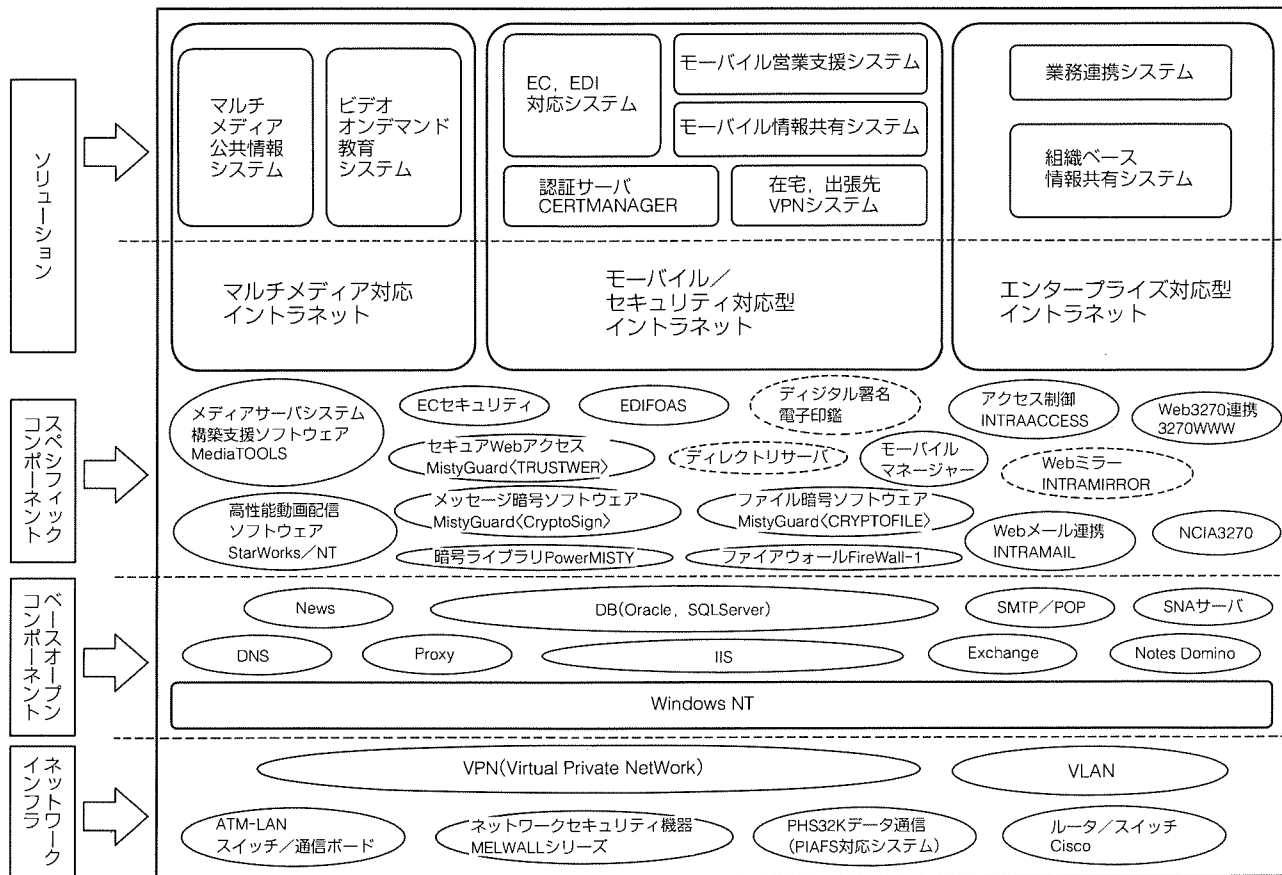 ソリューション
マルチ
メディア
公共情報
システム
ビデオ
オンデマンド
教育
システム
EC，EDI
対応システム
モーバイル営業支援システム
モーバイル情報共有システム
認証サーバ
CERTMANAGER
在宅，出張先
VPNシステム
業務連携システム
組織ベース
情報共有システム
マルチメディア対応
イントラネット
モーバイル／
セキュリティ対応型
イントラネット
エンタープライズ対応型
イントラネット
スペシフィック
コンポーネント
メディアサーバシステム
構築支援ソフトウェア
MediaTOOLS
ECセキュリティ
EDIFOAS
ディジタル署名
電子印鑑
アクセス制御
INTRAACCESS
Web3270連携
3270WWW
セキュアWebアクセス
MistyGuard〈TRUSTWER〉
ディレクトリサーバ
モーバイル
マネージャー
Webミラー
INTRAMIRROR
高性能動画配信
ソフトウェア
StarWorks／NT
メッセージ暗号ソフトウェア
MistyGuard〈CryptoSign〉
ファイル暗号ソフトウェア
MistyGuard〈CRYPTOFILE〉
Webメール連携
INTRAMAIL
NCIA3270
暗号ライブラリPowerMISTY
ファイアウォールFireWall-1
ベースオープン
コンポーネント
News
DB(Oracle，SQLServer)
SMTP／POP
SNAサーバ
DNS
Proxy
IIS
Exchange
Notes Domino
Windows NT
ネットワーク
インフラ
VPN(Virtual Private NetWork)
VLAN
ATM-LAN
スイッチ／通信ボード
ネットワークセキュリティ機器
MELWALLシリーズ
PHS32Kデータ通信
(PIAFS対応システム)
ルータ／スイッチ
Cisco